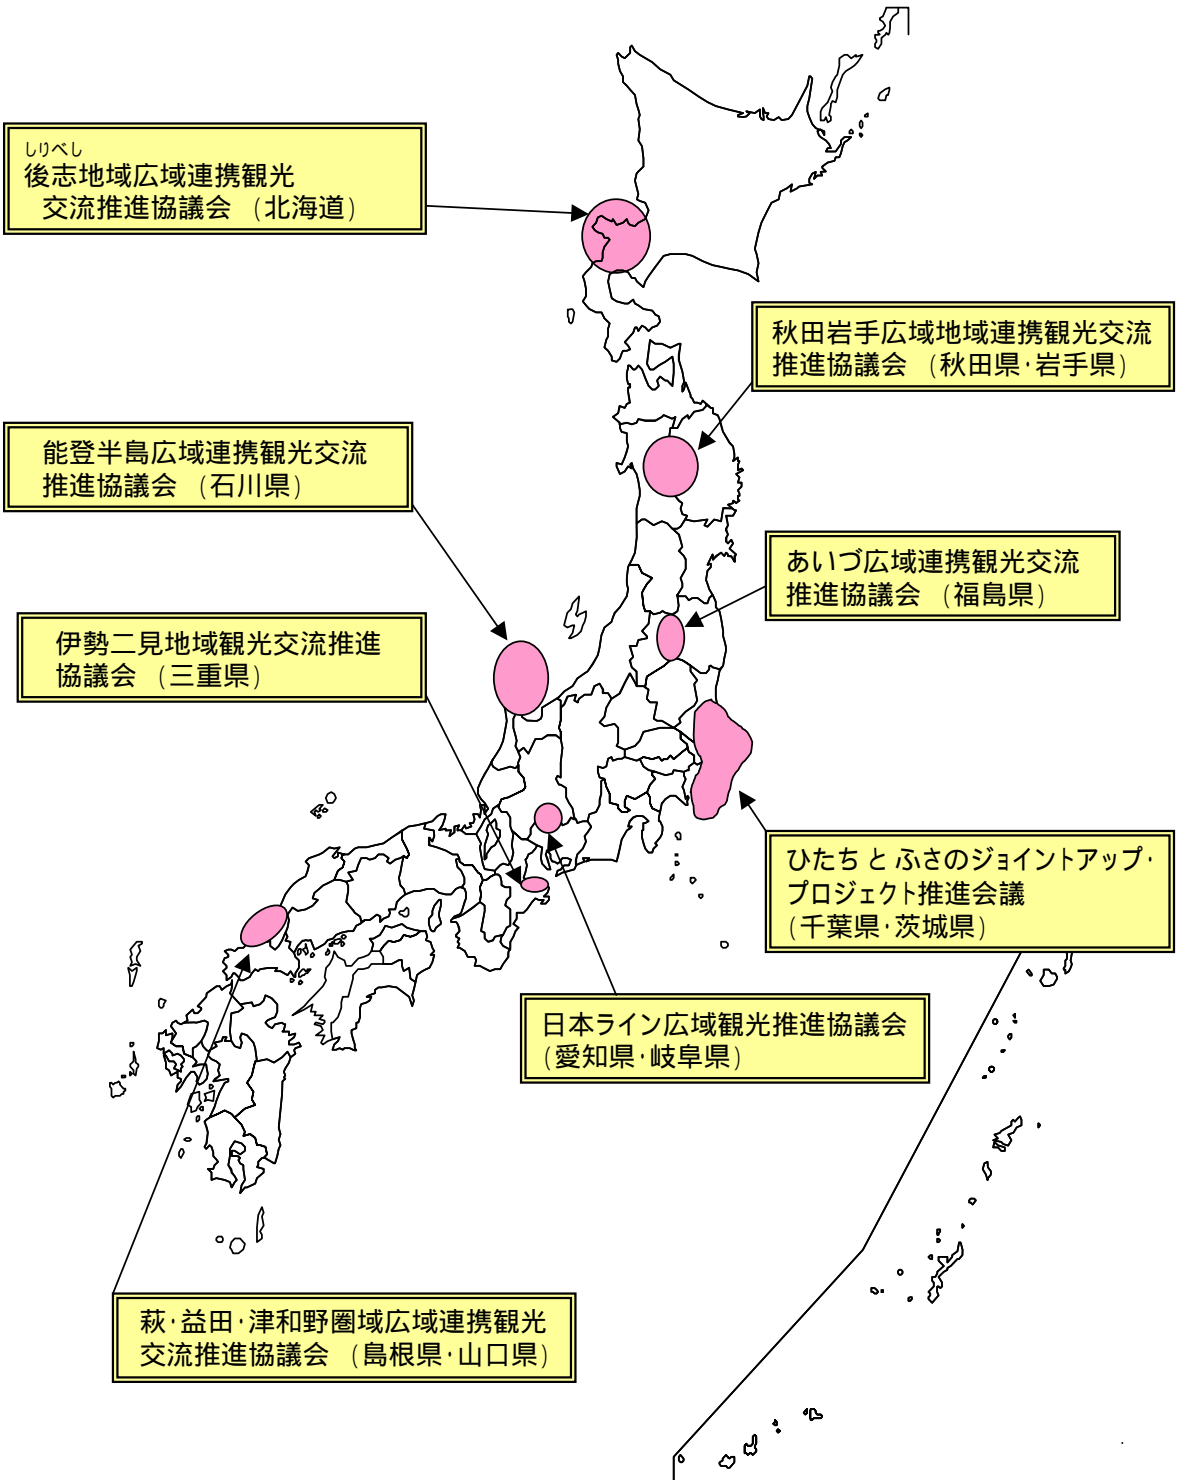 しりべし
後志地域広域連携観光
交流推進協議会 (北海道)
秋田岩手広域地域連携観光交流
推進協議会 (秋田県・岩手県)
能登半島広域連携観光交流
推進協議会 (石川県)
あいづ広域連携観光交流
推進協議会 (福島県)
伊勢二見地域観光交流推進
協議会 (三重県)
ひたち と ふさのジョイントアップ・
プロジェクト推進会議
(千葉県・茨城県)
日本ライン広域観光推進協議会
(愛知県・岐阜県)
萩・益田・津和野圏域広域連携観光
交流推進協議会 (島根県・山口県)